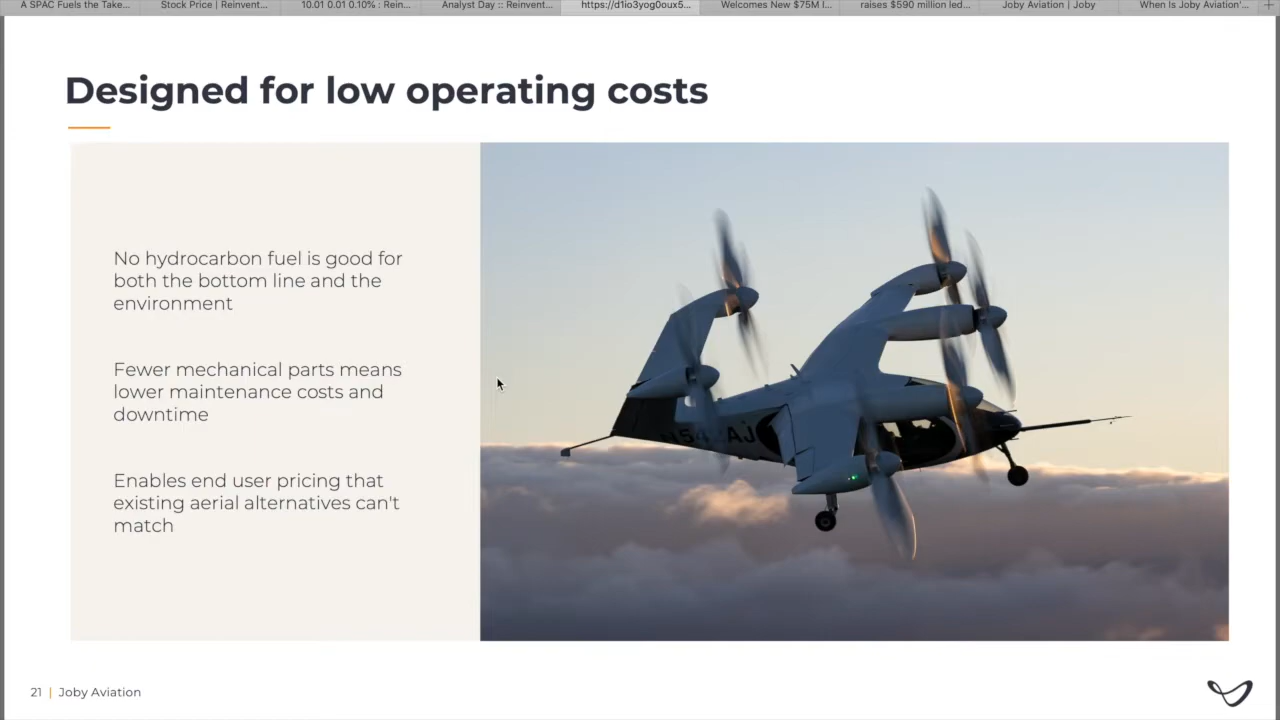 A SPAC Fuels the Take...
Stock Price | Reinvent...
10.01 0.01 0.10% : Rein...
Analyst Day :: Reinvent...
https://d1io3yog0oux5...
Welcomes New $75M I...
raises $590 million led...
Joby Aviation | Joby
When Is Joby Aviation'...
Designed for low operating costs
No hydrocarbon fuel is good for
both the bottom line and the
environment
Fewer mechanical parts means
lower maintenance costs and
downtime
Enables end user pricing that
existing aerial alternatives can't
match
21 | Joby Aviation